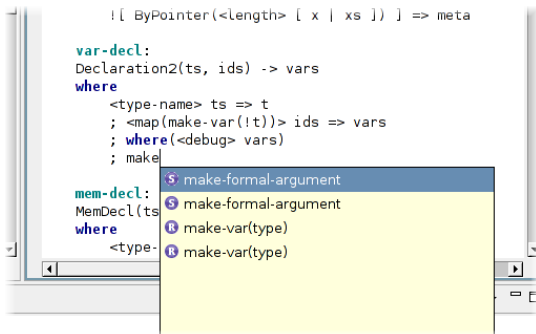 ![ ByPointer(<length> [ x | xs ]) ] => meta
var-decl:
Declaration2(ts, ids) -> vars
where
<type-name> ts => t
; <map(make-var(!t))> ids => vars
; where(<debug> vars)
; make
S make-formal-argument
S make-formal-argument
R make-var(type)
R make-var(type)
mem-decl:
MemDecl(ts
where
<type-